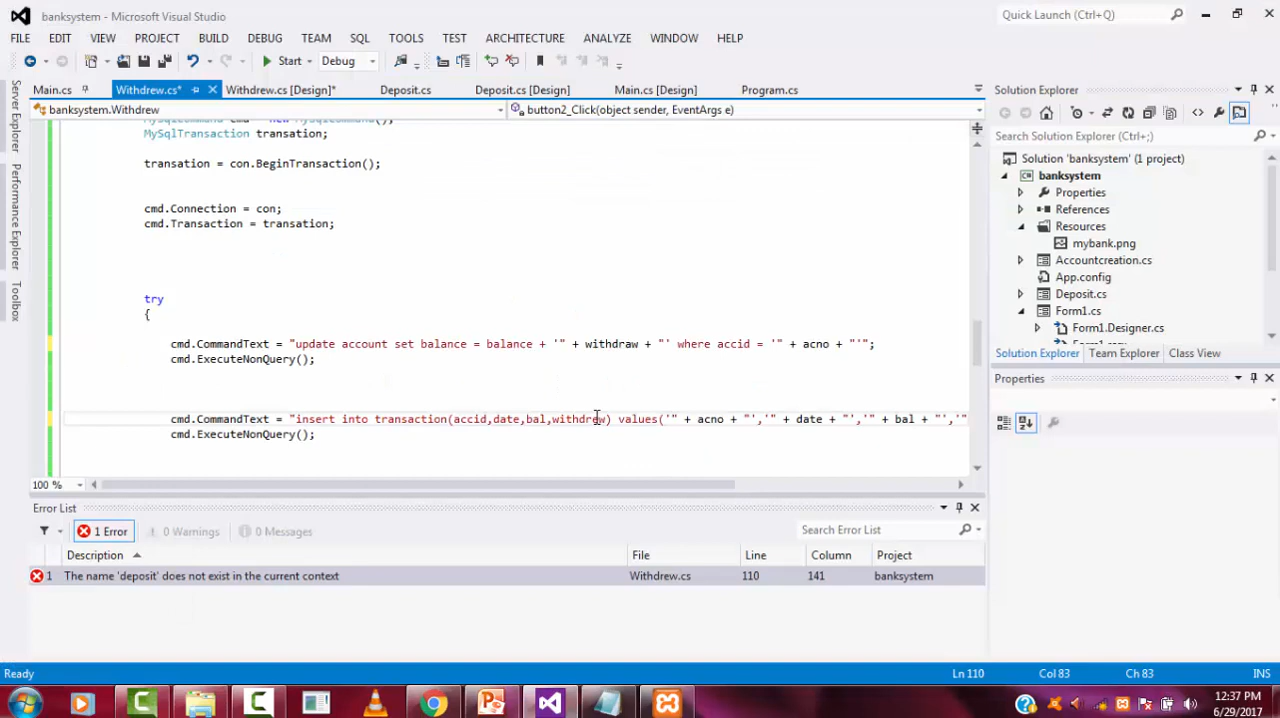 banksystem - Microsoft Visual Studio
Quick Launch (Ctrl+Q)
FILE EDIT VIEW PROJECT BUILD DEBUG TEAM SQL TOOLS TEST ARCHITECTURE ANALYZE WINDOW HELP
Start Debug
Main.cs Withdrew.cs* Withdrew.cs [Design]* Deposit.cs Deposit.cs [Design] Main.cs [Design] Program.cs
banksystem.Withdrew button2_Click(object sender, EventArgs e)
MySqlCommand cmd = new MySqlCommand();
MySqlTransaction transation;
transation = con.BeginTransaction();
cmd.Connection = con;
cmd.Transaction = transation;
try
{
cmd.CommandText = "update account set balance = balance + '" + withdraw + "' where accid = '" + acno + "'";
cmd.ExecuteNonQuery();
cmd.CommandText = "insert into transaction(accid,date,bal,withdrew) values('" + acno + "','" + date + "','" + bal + "','"
cmd.ExecuteNonQuery();
100 %
Server Explorer
Performance Explorer
Toolbox
Error List
1 Error 0 Warnings 0 Messages
Search Error List
Description File Line Column Project
1 The name 'deposit' does not exist in the current context Withdrew.cs 110 141 banksystem
Solution Explorer
Search Solution Explorer (Ctrl+;)
Solution 'banksystem' (1 project)
banksystem
Properties
References
Resources
mybank.png
Accountcreation.cs
App.config
Deposit.cs
Form1.cs
Form1.Designer.cs
Solution Explorer Team Explorer Class View
Properties
Ready Ln 110 Col 83 Ch 83 INS
12:37 PM
6/29/2017